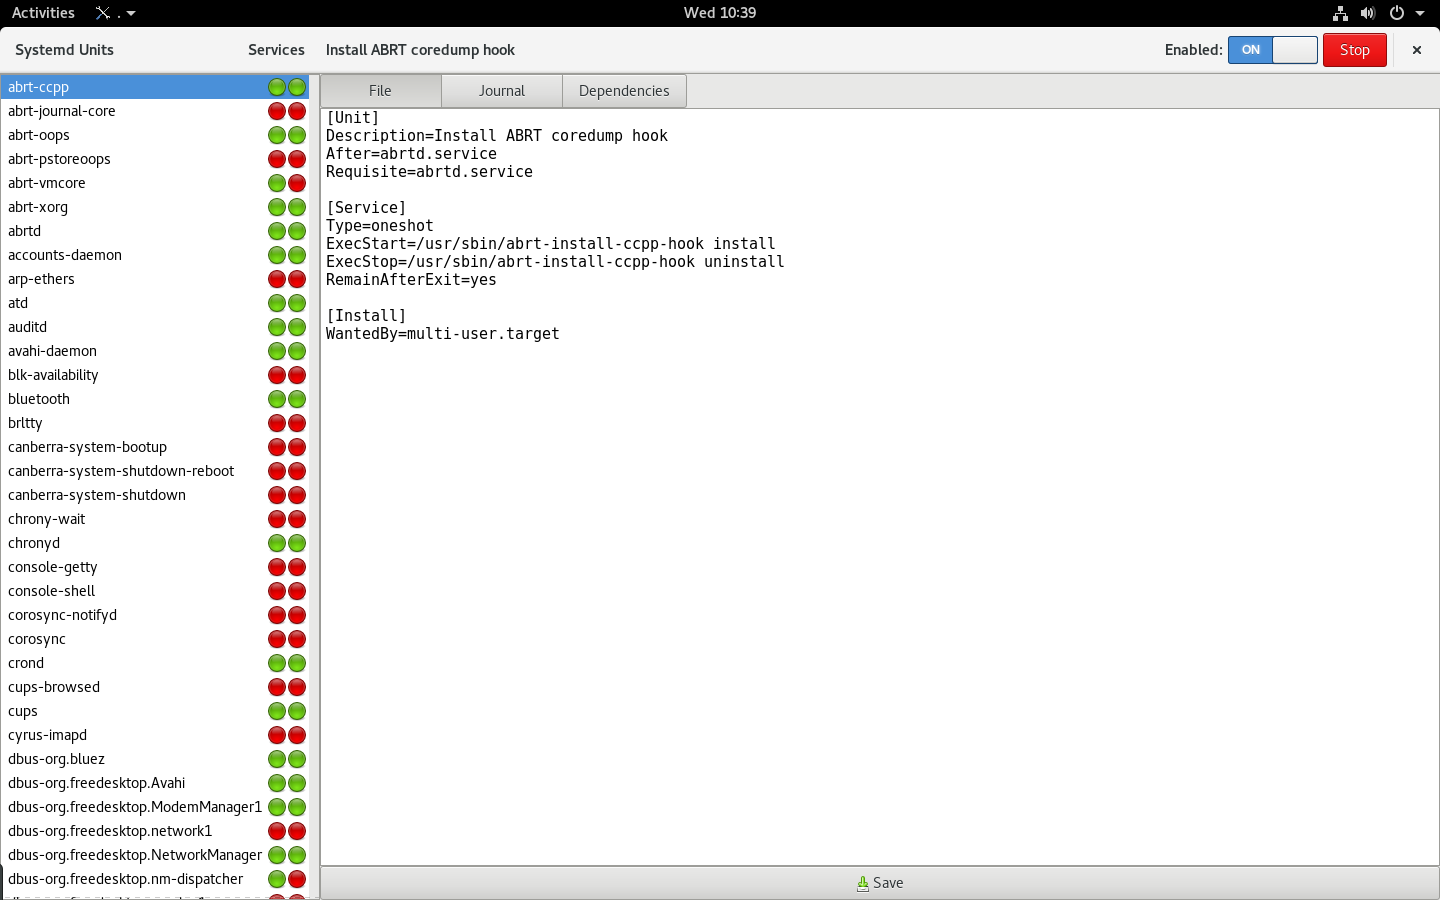 Activities . Wed 10:39
Systemd Units Services Install ABRT coredump hook Enabled: ON Stop
File Journal Dependencies
abrt-ccpp
abrt-journal-core
abrt-oops
abrt-pstoreoops
abrt-vmcore
abrt-xorg
abrtd
accounts-daemon
arp-ethers
atd
auditd
avahi-daemon
blk-availability
bluetooth
brltty
canberra-system-bootup
canberra-system-shutdown-reboot
canberra-system-shutdown
chrony-wait
chronyd
console-getty
console-shell
corosync-notifyd
corosync
crond
cups-browsed
cups
cyrus-imapd
dbus-org.bluez
dbus-org.freedesktop.Avahi
dbus-org.freedesktop.ModemManager1
dbus-org.freedesktop.network1
dbus-org.freedesktop.NetworkManager
dbus-org.freedesktop.nm-dispatcher
[Unit]
Description=Install ABRT coredump hook
After=abrtd.service
Requisite=abrtd.service
[Service]
Type=oneshot
ExecStart=/usr/sbin/abrt-install-ccpp-hook install
ExecStop=/usr/sbin/abrt-install-ccpp-hook uninstall
RemainAfterExit=yes
[Install]
WantedBy=multi-user.target
Save